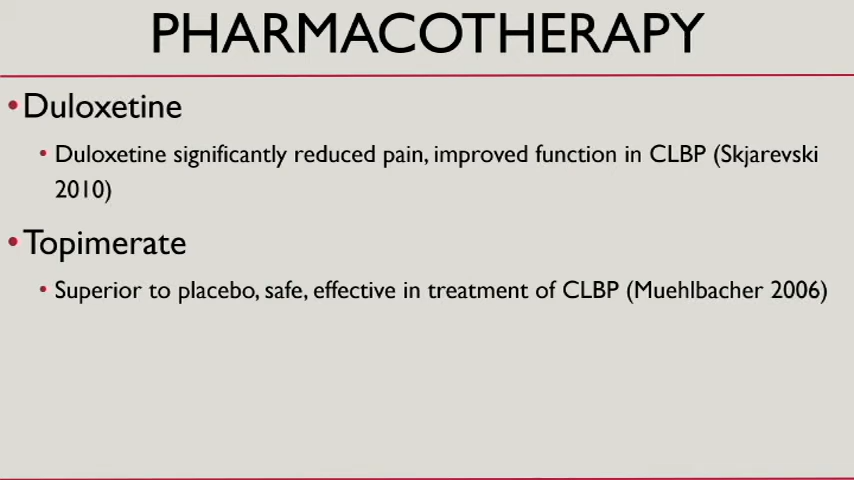 PHARMACOTHERAPY
•Duloxetine
• Duloxetine significantly reduced pain, improved function in CLBP (Skjarevski
2010)
•Topimerate
• Superior to placebo, safe, effective in treatment of CLBP (Muehlbacher 2006)